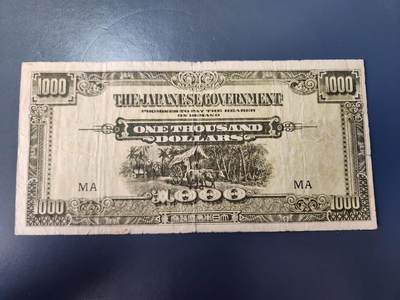 1000 1000
THE JAPANESE GOVERNMENT
PROMISES TO PAY THE BEARER
ON DEMAND
ONE THOUSAND
DOLLARS
MA MA
1000
1000 1000